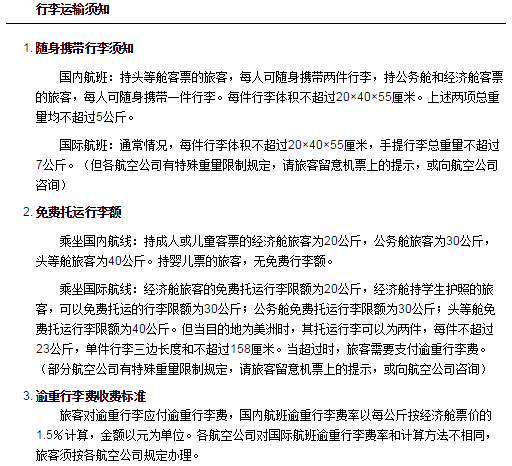 行李运输须知
1. 随身携带行李须知
国内航班：持头等舱客票的旅客，每人可随身携带两件行李，持公务舱和经济舱客票
的旅客，每人可随身携带一件行李。每件行李体积不超过20×40×55厘米。上述两项总重
量均不超过5公斤。
国际航班：通常情况，每件行李体积不超过20×40×55厘米，手提行李总重量不超过
7公斤。（但各航空公司有特殊重量限制规定，请旅客留意机票上的提示，或向航空公司
咨询)
2. 免费托运行李额
乘坐国内航线：持成人或儿童客票的经济舱旅客为20公斤，公务舱旅客为30公斤，
头等舱旅客为40公斤。持婴儿票的旅客，无免费行李额。
乘坐国际航线：经济舱旅客的免费托运行李限额为20公斤，经济舱持学生护照的旅
客，可以免费托运的行李限额为30公斤；公务舱免费托运行李限额为30公斤；头等舱免
费托运行李限额为40公斤。但当目的地为美洲时，其托运行李可以为两件，每件不超过
23公斤，单件行李三边长度和不超过158厘米。当超过时，旅客需要支付逾重行李费。
（部分航空公司有特殊重量限制规定，请旅客留意机票上的提示，或向航空公司咨询）
3. 逾重行李费收费标准
旅客对逾重行李应付逾重行李费，国内航班逾重行李费率以每公斤按经济舱票价的
1.5%计算，金额以元为单位。各航空公司对国际航班逾重行李费率和计算方法不相同，
旅客须按各航空公司规定办理。